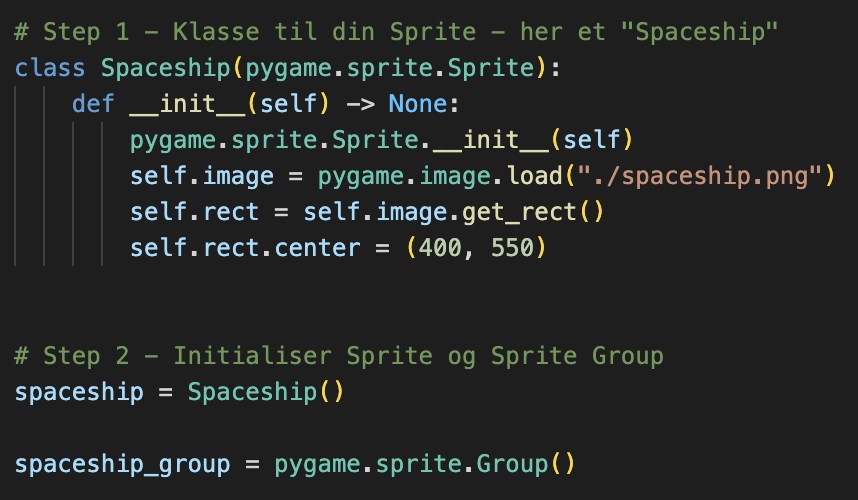 # Step 1 - Klasse til din Sprite - her et "Spaceship"
class Spaceship(pygame.sprite.Sprite):
    def __init__(self) -> None:
        pygame.sprite.Sprite.__init__(self)
        self.image = pygame.image.load("./spaceship.png")
        self.rect = self.image.get_rect()
        self.rect.center = (400, 550)
# Step 2 - Initialiser Sprite og Sprite Group
spaceship = Spaceship()
spaceship_group = pygame.sprite.Group()